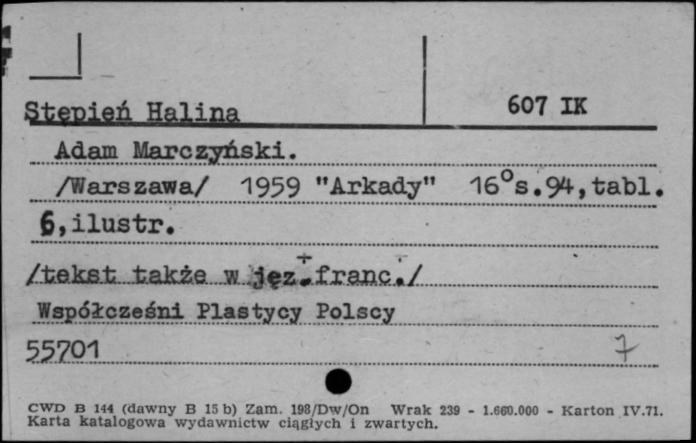 Stępień Halina 607 IK
Adam Marczyński.
/Warszawa/ 1959 "Arkady" 16° s.94, tabl.
6, ilustr.
/tekst także w jęz. franc./
Współcześni Plastycy Polscy
55701 7
CWD B 144 (dawny B 15 b) Zam. 198/Dw/On Wrak 239 - 1.660.000 - Karton IV.71.
Karta katalogowa wydawnictw ciągłych i zwartych.